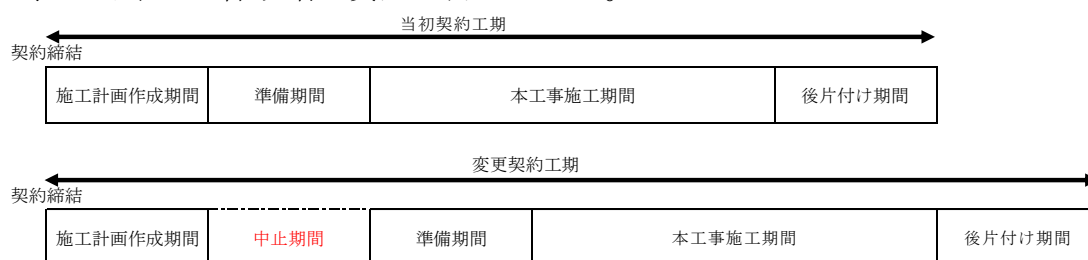 当初契約工期
契約締結
施工計画作成期間 準備期間 本工事施工期間 後片付け期間
変更契約工期
契約締結
施工計画作成期間 中止期間 準備期間 本工事施工期間 後片付け期間